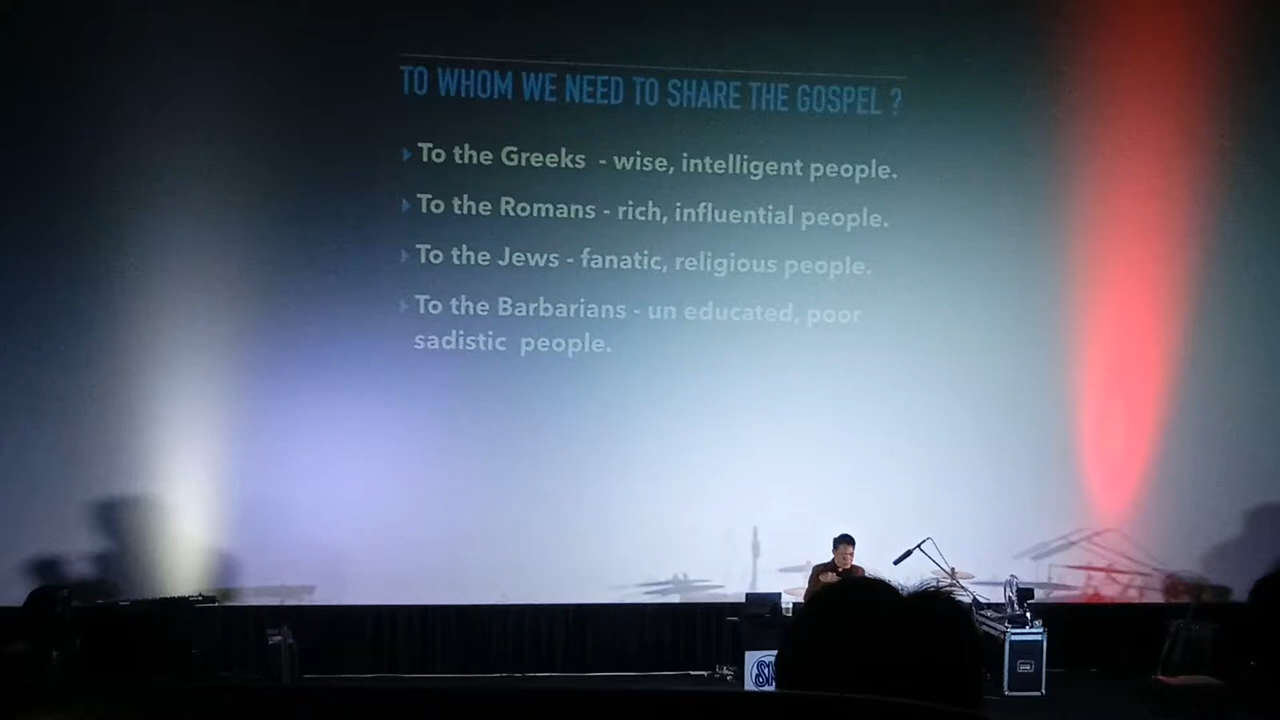 TO WHOM WE NEED TO SHARE THE GOSPEL ?
To the Greeks - wise, intelligent people.
To the Romans - rich, influential people.
To the Jews - fanatic, religious people.
To the Barbarians - un educated, poor
sadistic people.